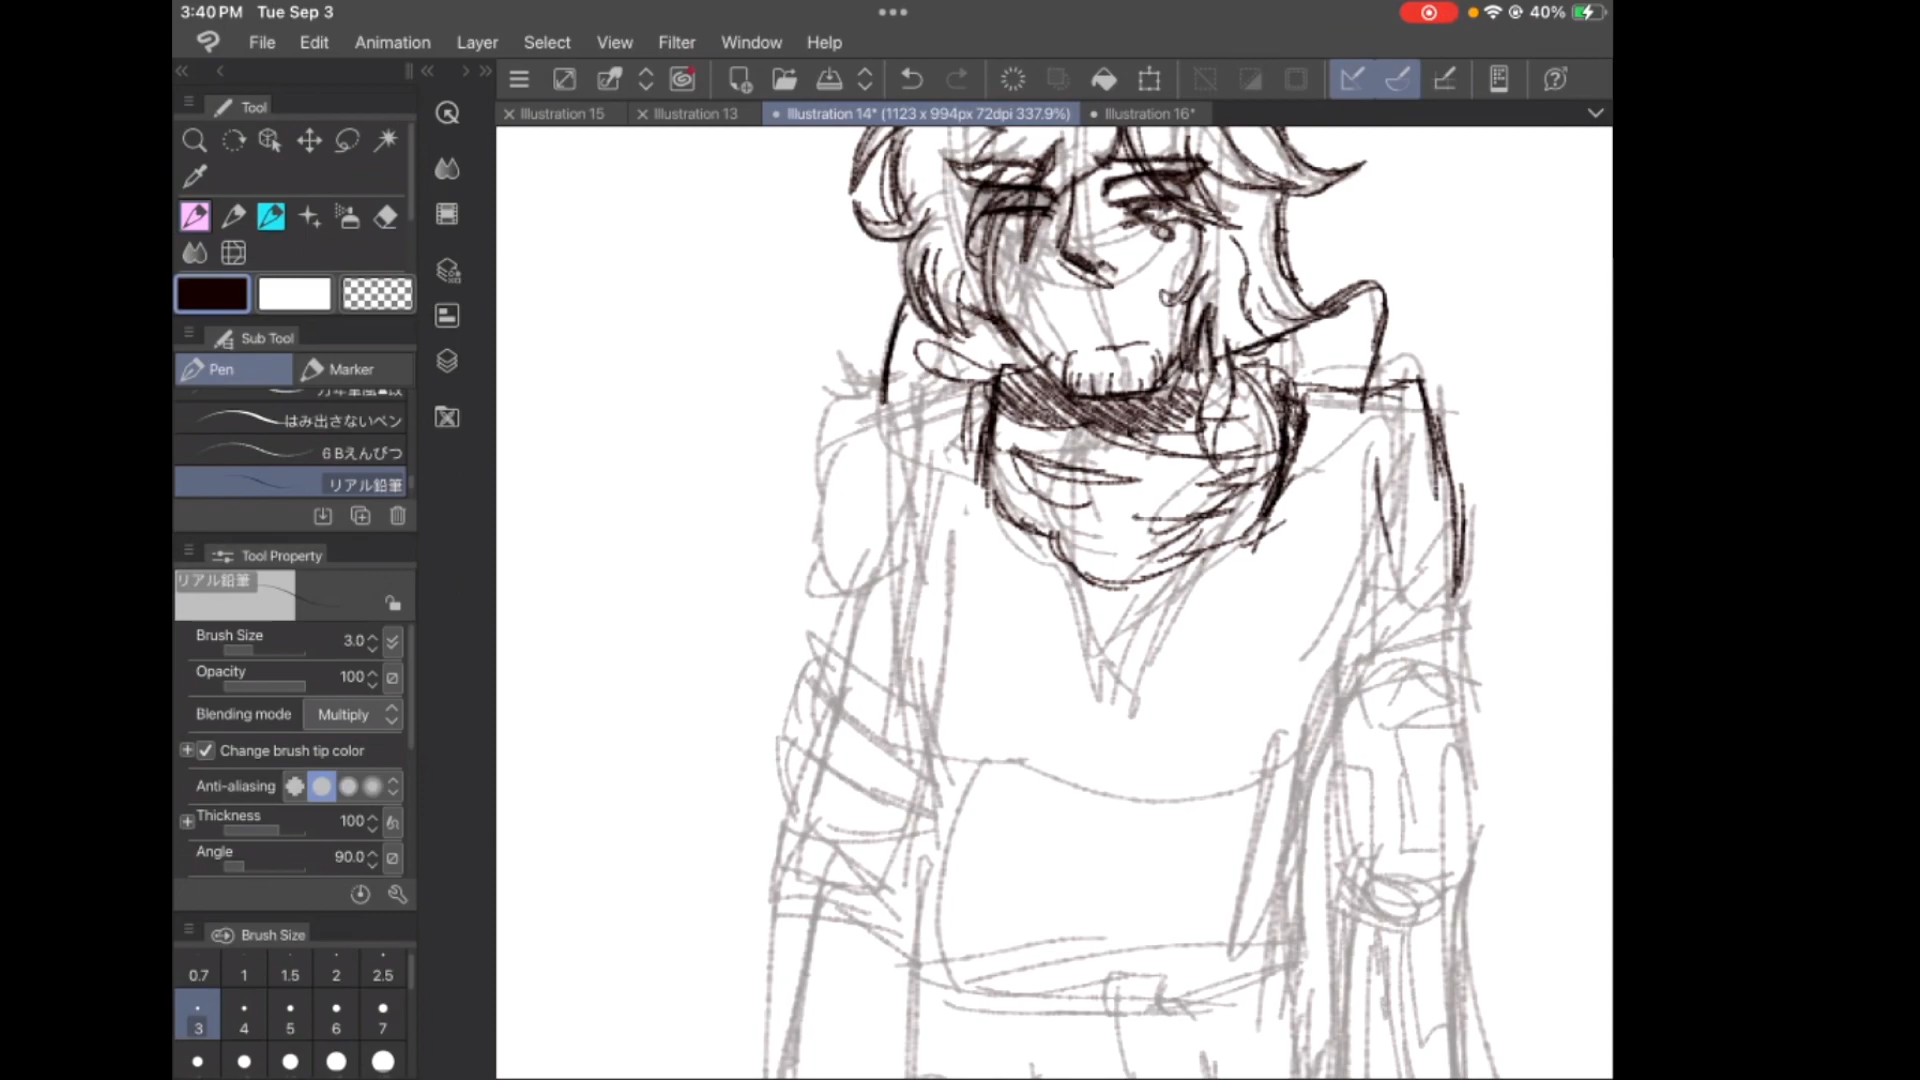 3:40 PM Tue Sep 3
40%
File Edit Animation Layer Select View Filter Window Help
Tool
Illustration 15
Illustration 13
Illustration 14* (1123 x 994px 72dpi 337.9%)
Illustration 16*
Sub Tool
Pen
Marker
はみ出さないペン
6Bえんぴつ
リアル鉛筆
Tool Property
リアル鉛筆
Brush Size 3.0
Opacity 100
Blending mode Multiply
Change brush tip color
Anti-aliasing
Thickness 100
Angle 90.0
Brush Size
0.7 1 1.5 2 2.5
3 4 5 6 7